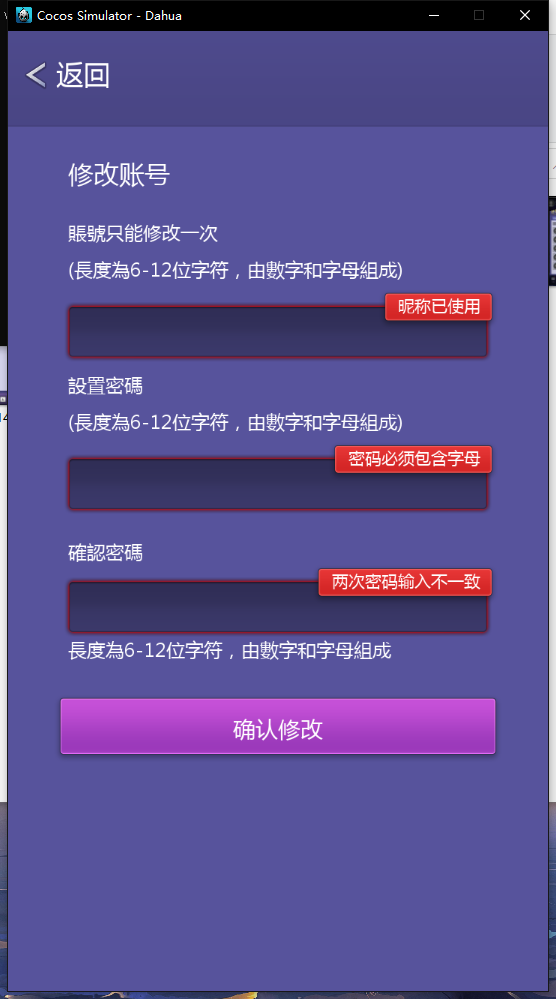 Cocos Simulator - Dahua
返回
修改账号
賬號只能修改一次
(長度為6-12位字符，由數字和字母組成)
昵称已使用
設置密碼
(長度為6-12位字符，由數字和字母組成)
密码必须包含字母
確認密碼
两次密码输入不一致
長度為6-12位字符，由數字和字母組成
确认修改